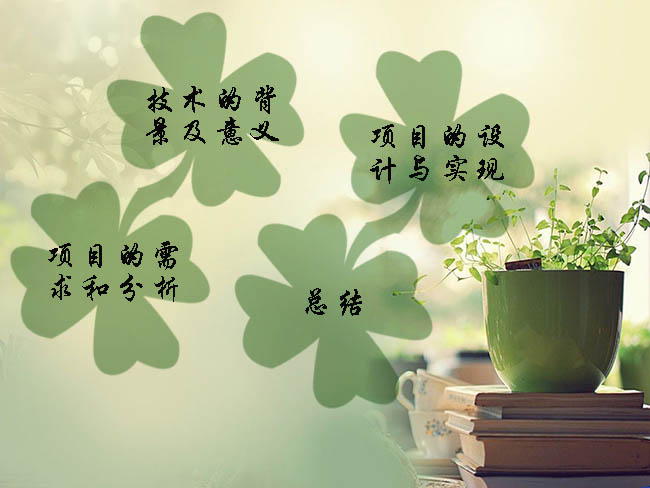 技术的背
景及意义
项目的需
求和分析
项目的设
计与实现
总结